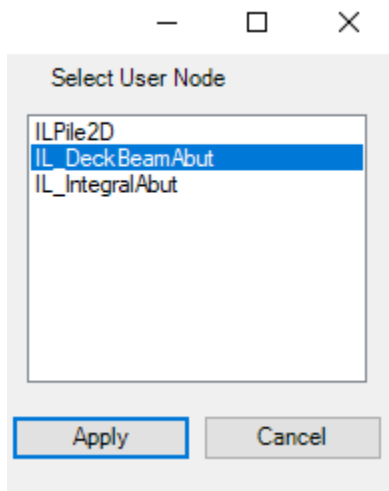 Select User Node
ILPile2D
IL_DeckBeamAbut
IL_IntegralAbut
Apply
Cancel